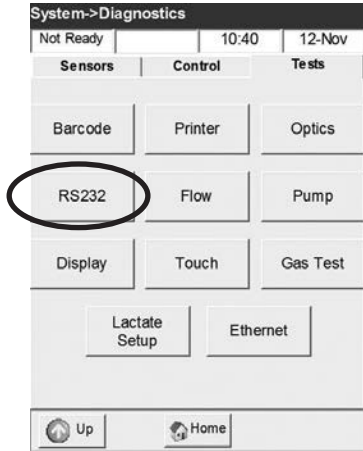 System->Diagnostics
Not Ready 10:40 12-Nov
Sensors Control Tests
Barcode Printer Optics
RS232 Flow Pump
Display Touch Gas Test
Lactate Setup Ethernet
Up Home